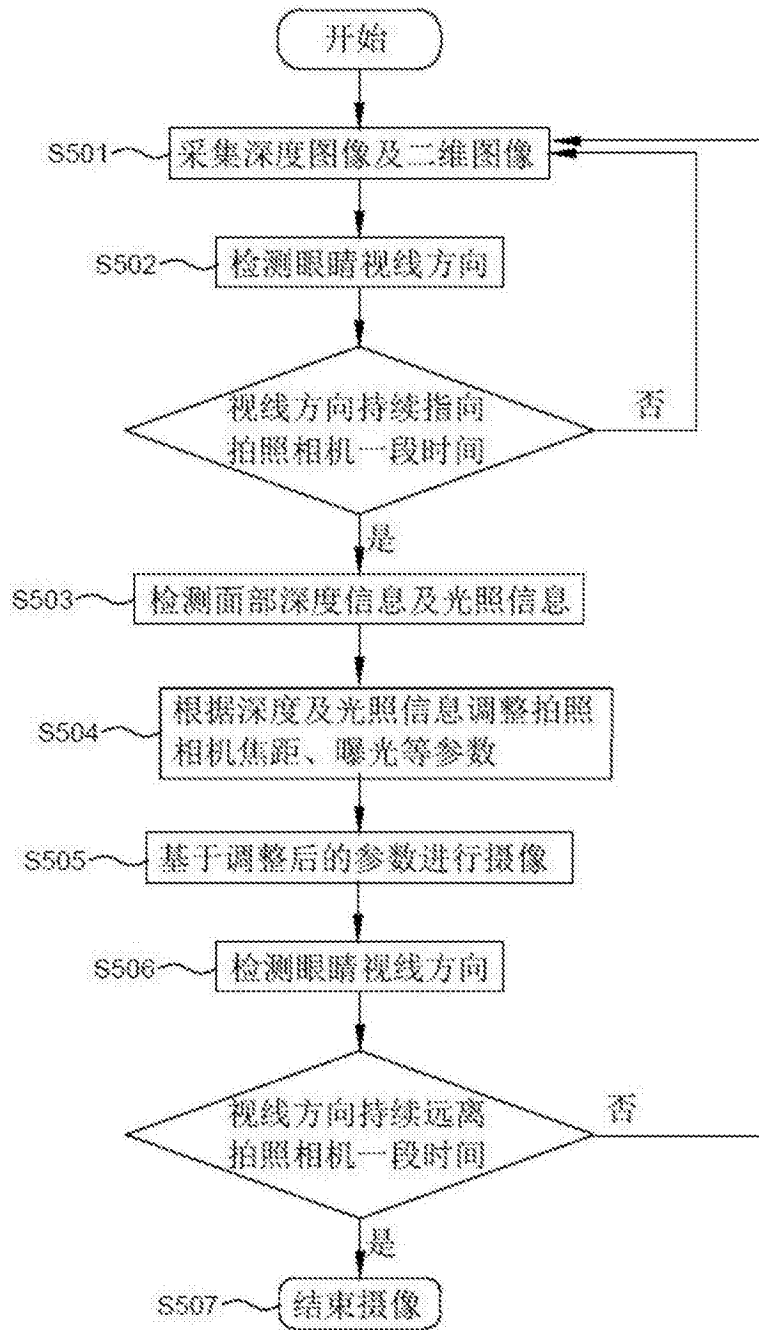 开始
S501
采集深度图像及二维图像
S502
检测眼睛视线方向
视线方向持续指向
拍照相机一段时间
否
是
S503
检测面部深度信息及光照信息
S504
根据深度及光照信息调整拍照
相机焦距、曝光等参数
S505
基于调整后的参数进行摄像
S506
检测眼睛视线方向
视线方向持续远离
拍照相机一段时间
否
是
S507
结束摄像